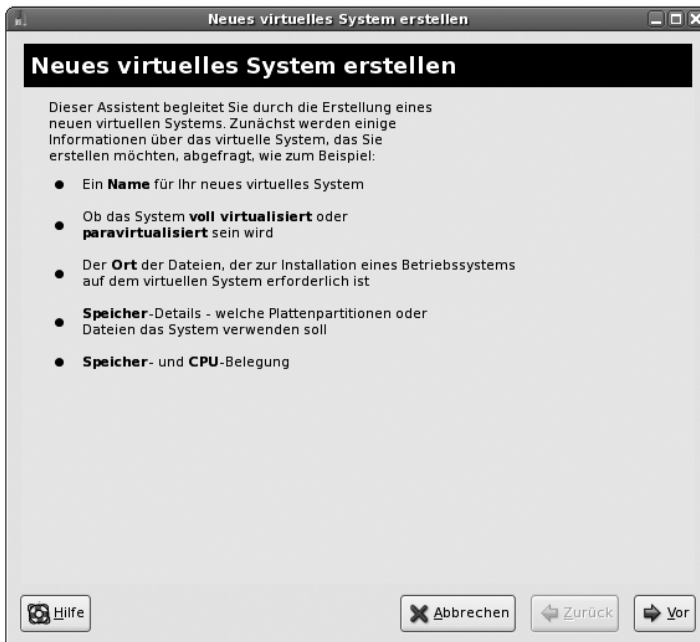 Neues virtuelles System erstellen
Neues virtuelles System erstellen
Dieser Assistent begleitet Sie durch die Erstellung eines
neuen virtuellen Systems. Zunächst werden einige
Informationen über das virtuelle System, das Sie
erstellen möchten, abgefragt, wie zum Beispiel:
● Ein Name für Ihr neues virtuelles System
● Ob das System voll virtualisiert oder
paravirtualisiert sein wird
● Der Ort der Dateien, der zur Installation eines Betriebssystems
auf dem virtuellen System erforderlich ist
● Speicher-Details - welche Plattenpartitionen oder
Dateien das System verwenden soll
● Speicher- und CPU-Belegung
Hilfe
Abbrechen
Zurück
Vor